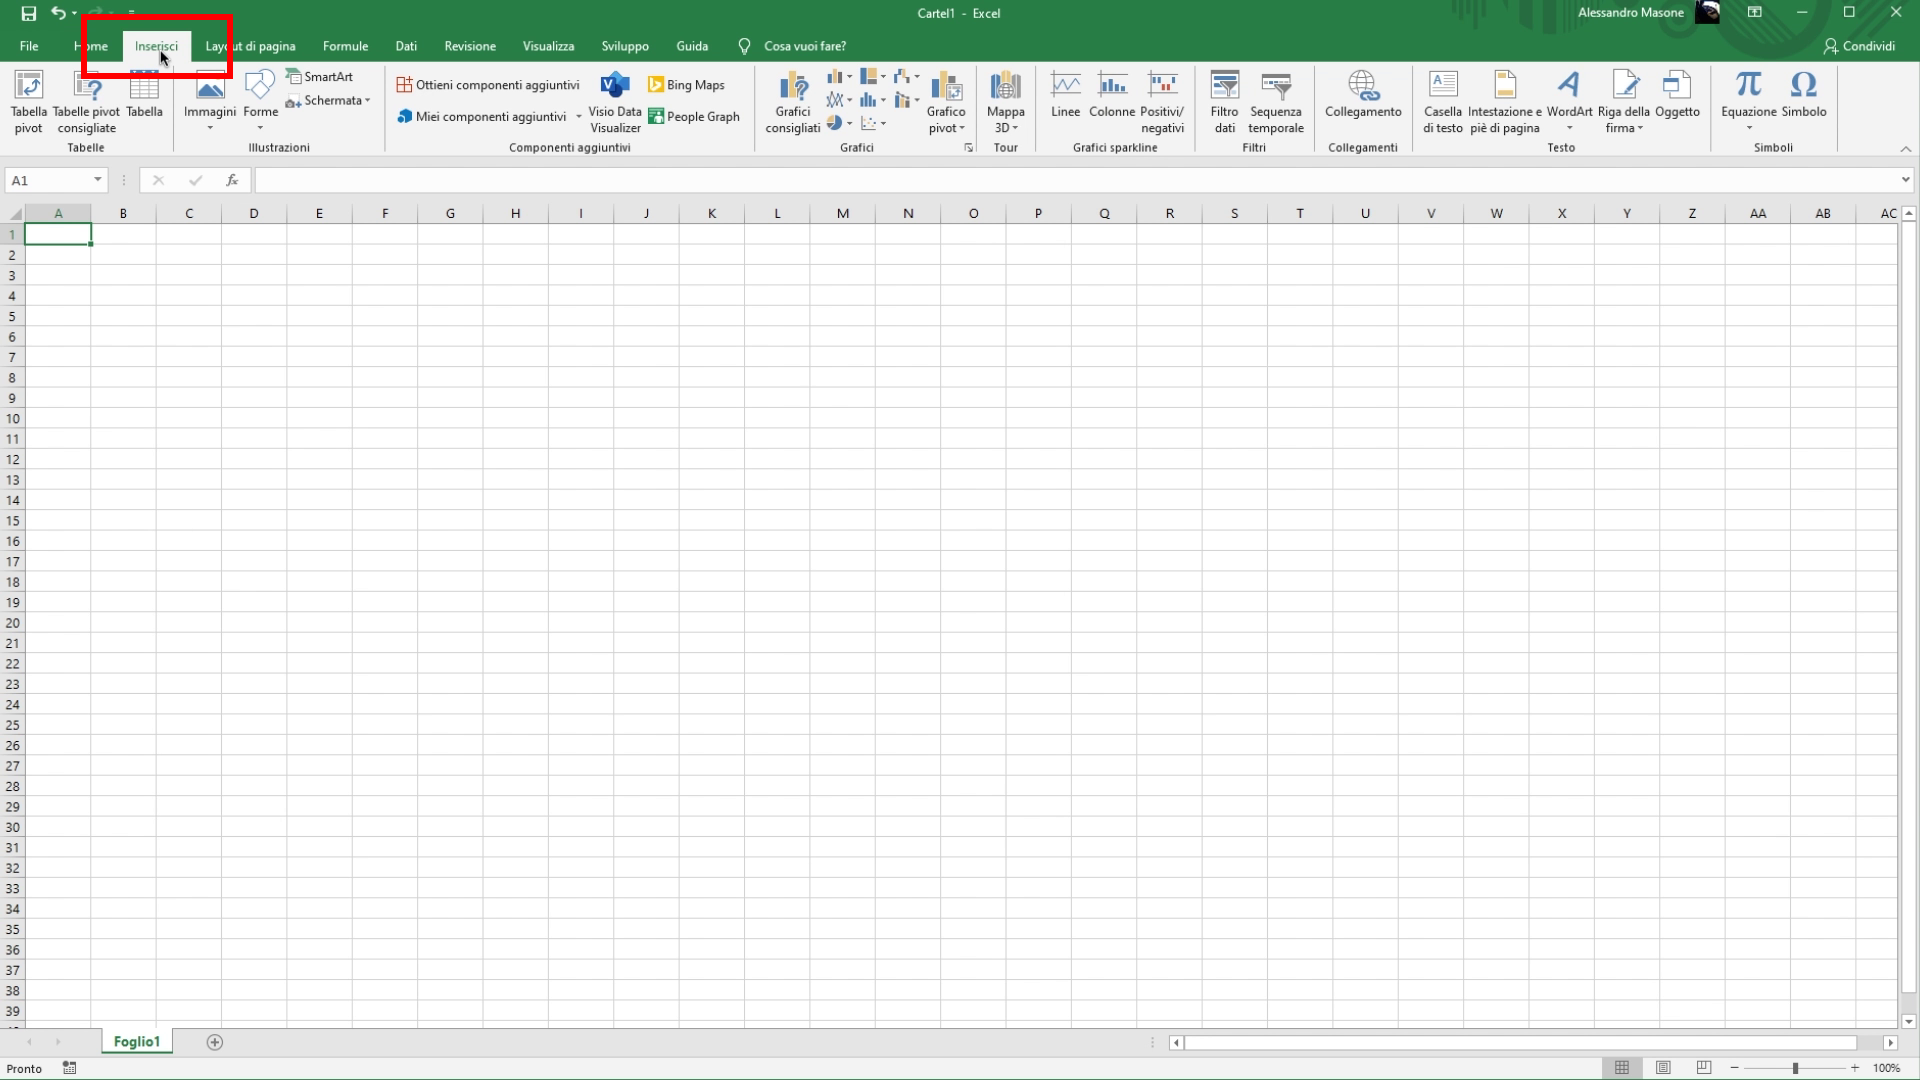 Cartel1 - Excel
Alessandro Masone
File Home Inserisci Layout di pagina Formule Dati Revisione Visualizza Sviluppo Guida Cosa vuoi fare? Condividi
Tabella pivot
Tabelle pivot consigliate
Tabella
Tabelle
Immagini
Forme
SmartArt
Schermata
Illustrazioni
Ottieni componenti aggiuntivi
Miei componenti aggiuntivi
Visio Data Visualizer
Bing Maps
People Graph
Componenti aggiuntivi
Grafici consigliati
Grafico pivot
Grafici
Mappa 3D
Tour
Linee
Colonne
Positivi/ negativi
Grafici sparkline
Filtro dati
Sequenza temporale
Filtri
Collegamento
Collegamenti
Casella di testo
Intestazione e piè di pagina
WordArt
Riga della firma
Oggetto
Testo
Equazione
Simbolo
Simboli
A1
fx
A B C D E F G H I J K L M N O P Q R S T U V W X Y Z AA AB AC
1
2
3
4
5
6
7
8
9
10
11
12
13
14
15
16
17
18
19
20
21
22
23
24
25
26
27
28
29
30
31
32
33
34
35
36
37
38
39
Foglio1
Pronto
100%